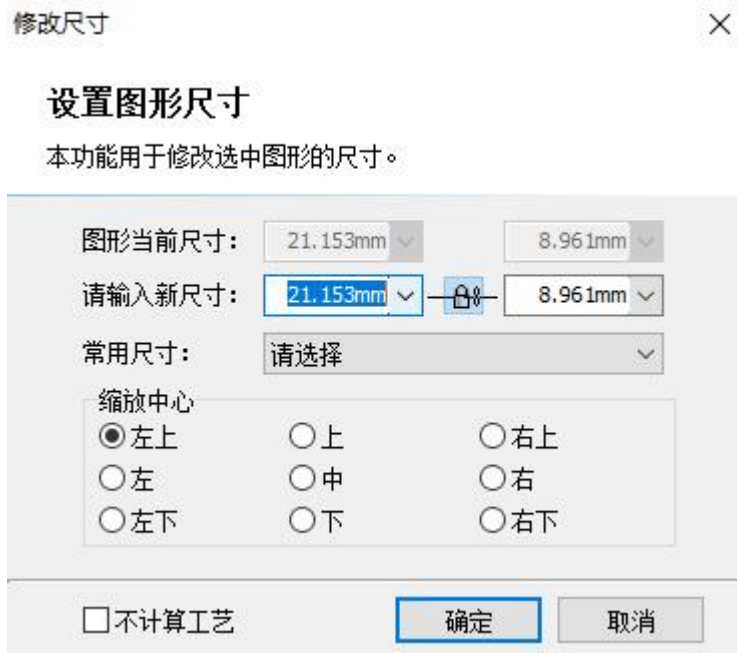 修改尺寸
设置图形尺寸
本功能用于修改选中图形的尺寸。
图形当前尺寸： 21.153mm 8.961mm
请输入新尺寸： 21.153mm 8.961mm
常用尺寸： 请选择
缩放中心
左上 上 右上
左 中 右
左下 下 右下
不计算工艺 确定 取消